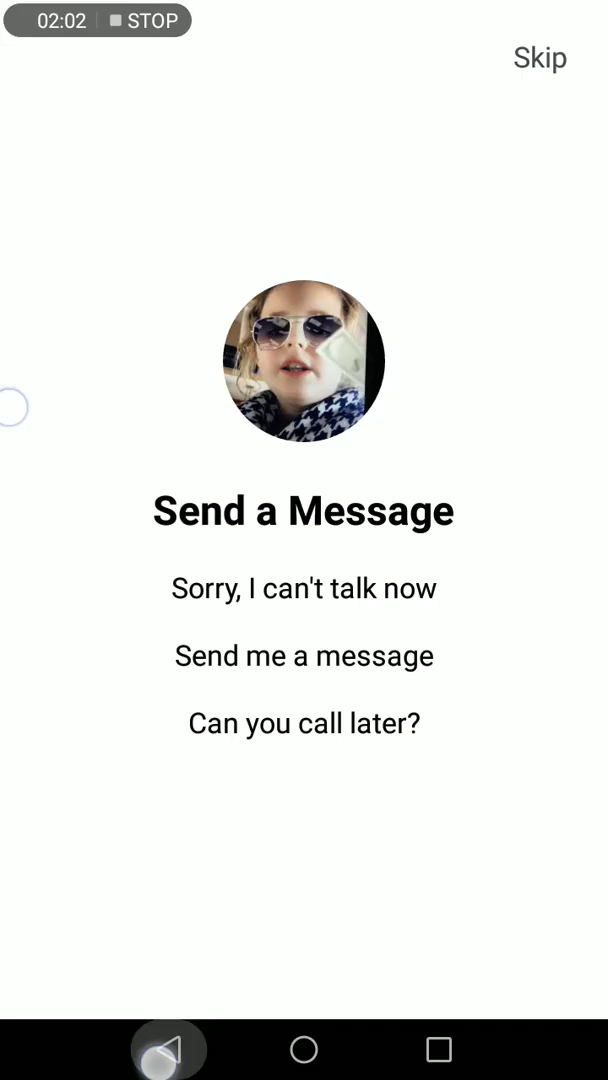 02:02 STOP
Skip
Send a Message
Sorry, I can't talk now
Send me a message
Can you call later?